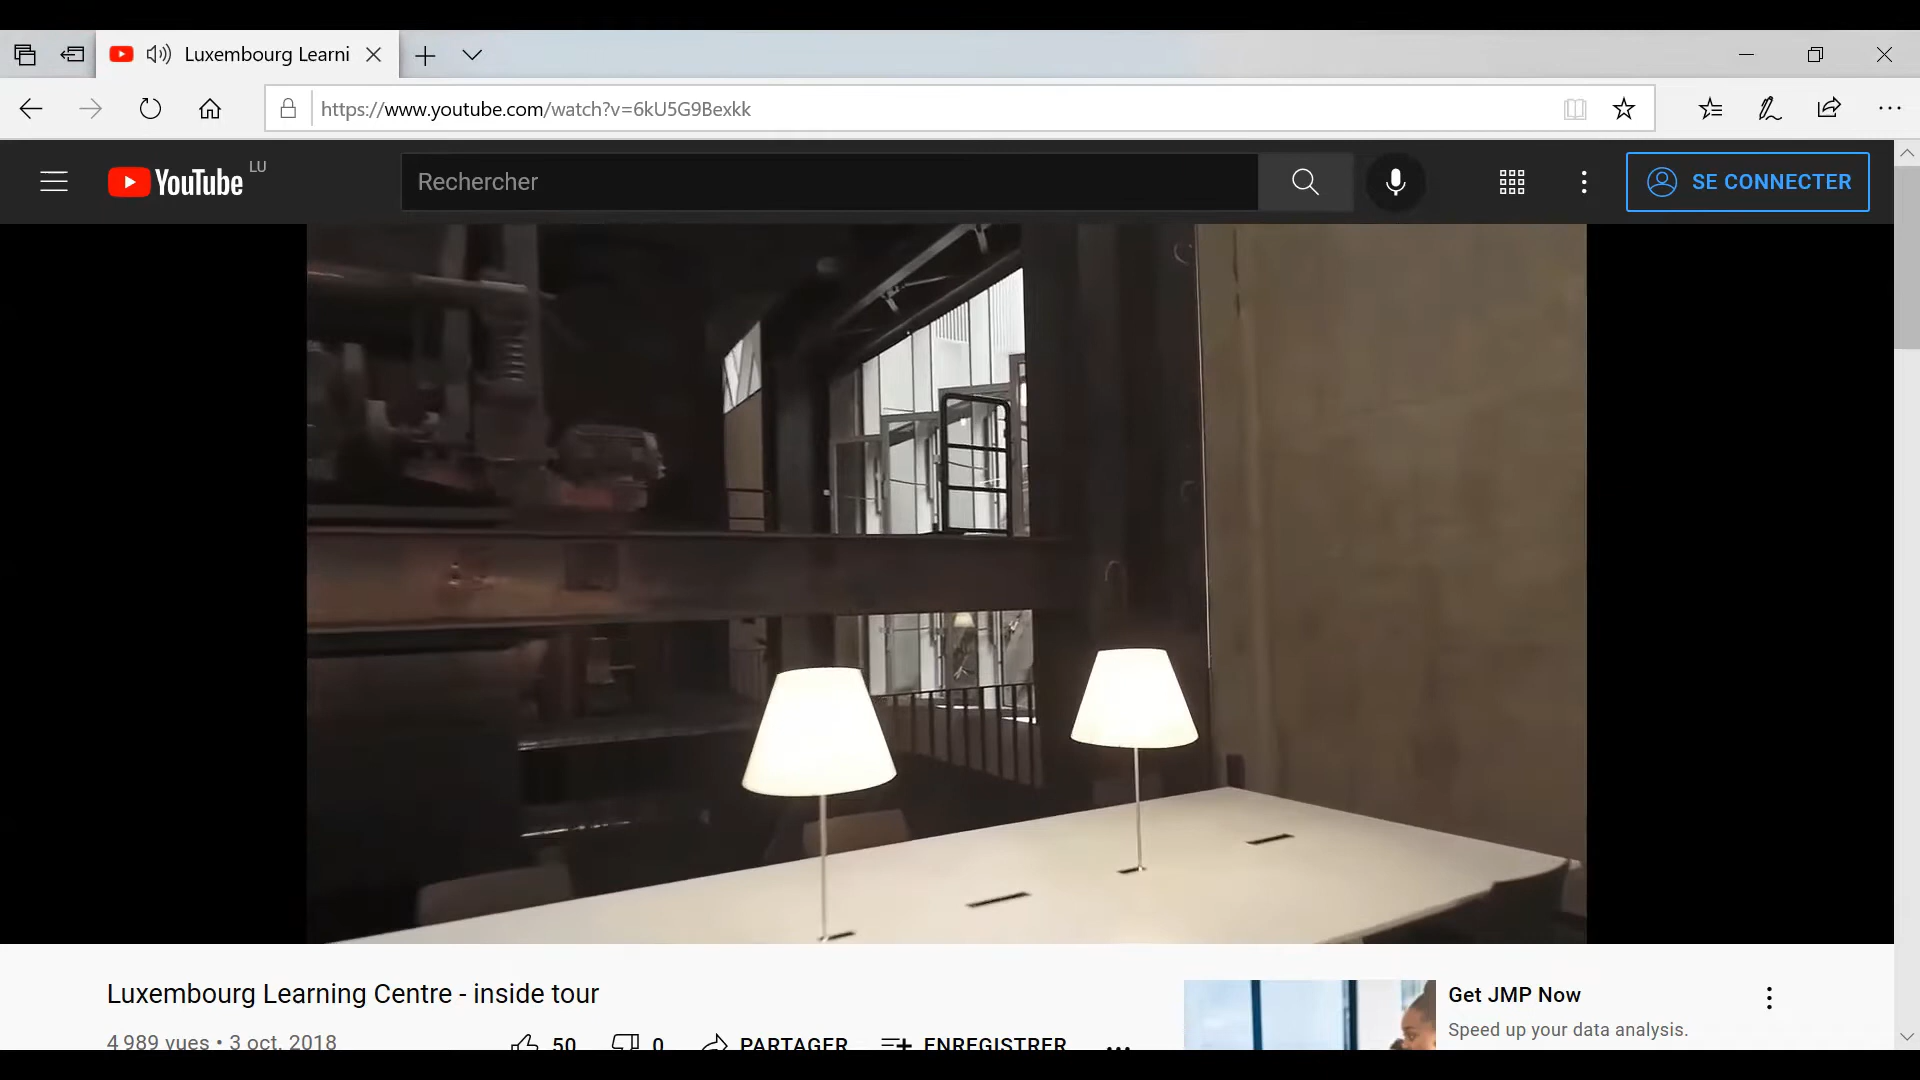 Luxembourg Learni
https://www.youtube.com/watch?v=6kU5G9Bexkk
YouTube LU
Rechercher
SE CONNECTER
Luxembourg Learning Centre - inside tour
4 989 vues • 3 oct. 2018
50
0
PARTAGER
ENREGISTRER
Get JMP Now
Speed up your data analysis.